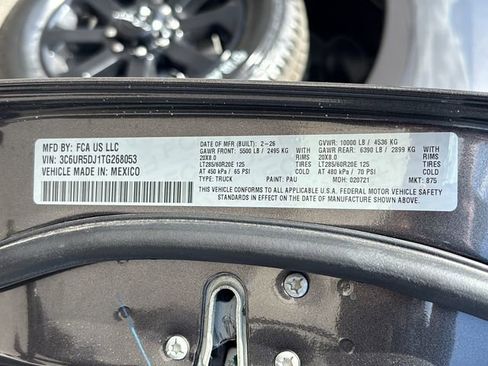 MFD BY: FCA US LLC
VIN: 3C6UR5DJ1TG268053
VEHICLE MADE IN: MEXICO
DATE OF MFR (BUILT): 2-26
GAWR FRONT: 5500 LB / 2495 KG
20X8.0 RIMS
LT285/60R20E 125 TIRES
AT 450 kPa / 65 PSI COLD
TYPE: TRUCK
GVWR: 10000 LB / 4536 KG
GAWR REAR: 6390 LB / 2899 KG
20X8.0 RIMS
LT285/60R20E 125 TIRES
AT 480 kPa / 70 PSI COLD
PAINT: PAU
MDH: 020721
MKT: 875
THIS VEHICLE CONFORMS TO ALL APPLICABLE U.S.A. FEDERAL MOTOR VEHICLE SAFETY
STANDARDS IN EFFECT ON THE DATE OF MANUFACTURE SHOWN ABOVE.